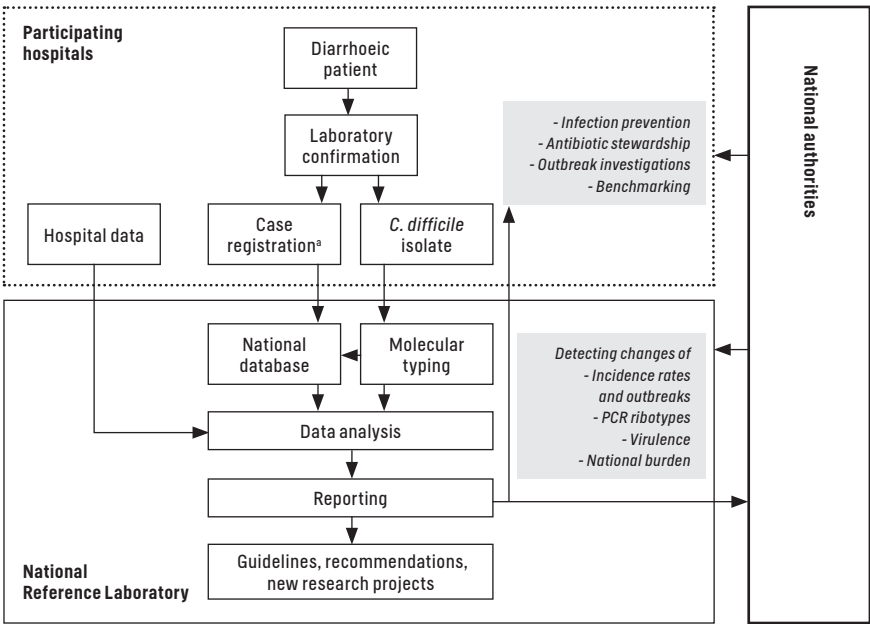 Participating
hospitals
Diarrhoeic
patient
Laboratory
confirmation
- Infection prevention
- Antibiotic stewardship
- Outbreak investigations
- Benchmarking
National authorities
Hospital data
Case
registrationᵃ
C. difficile
isolate
National
database
Molecular
typing
Detecting changes of
- Incidence rates
and outbreaks
- PCR ribotypes
- Virulence
- National burden
Data analysis
Reporting
Guidelines, recommendations,
new research projects
National
Reference Laboratory